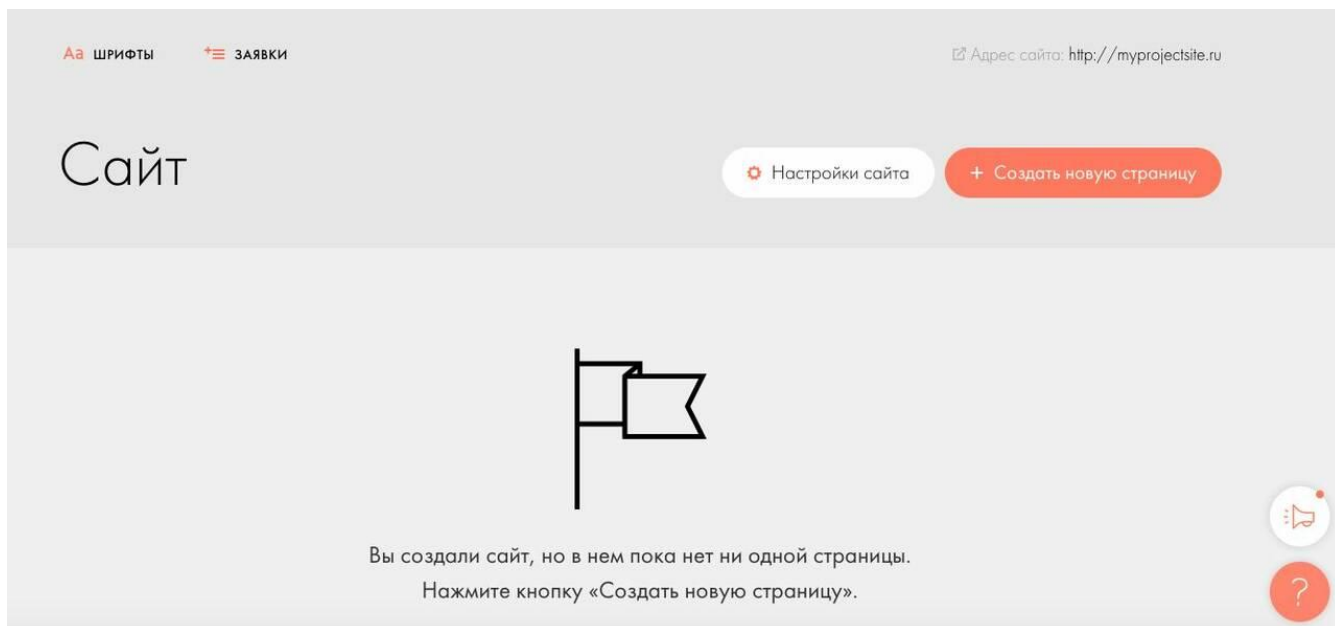 Aa ШРИФТЫ
ЗАЯВКИ
Адрес сайта: http://myprojectsite.ru
Сайт
Настройки сайта
+ Создать новую страницу
Вы создали сайт, но в нем пока нет ни одной страницы.
Нажмите кнопку «Создать новую страницу».
?